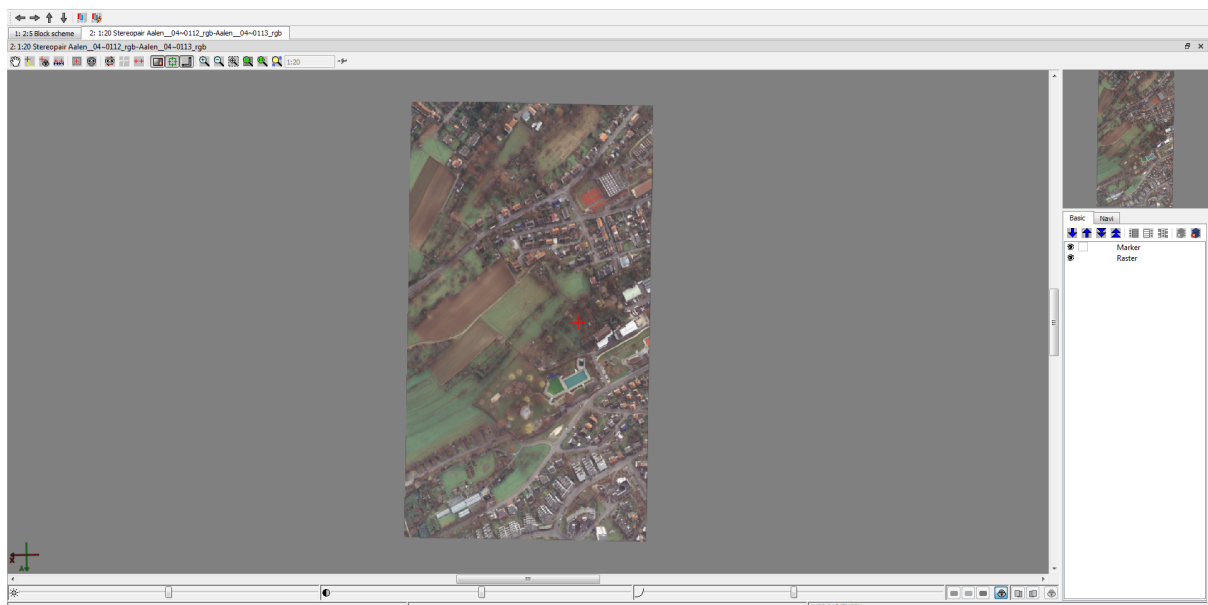 1: 2:5 Block scheme
2: 1:20 Stereopair Aalen__04~0112_rgb-Aalen__04~0113_rgb
2: 1:20 Stereopair Aalen__04~0112_rgb-Aalen__04~0113_rgb
1:20
Basic
Navi
Marker
Raster
X